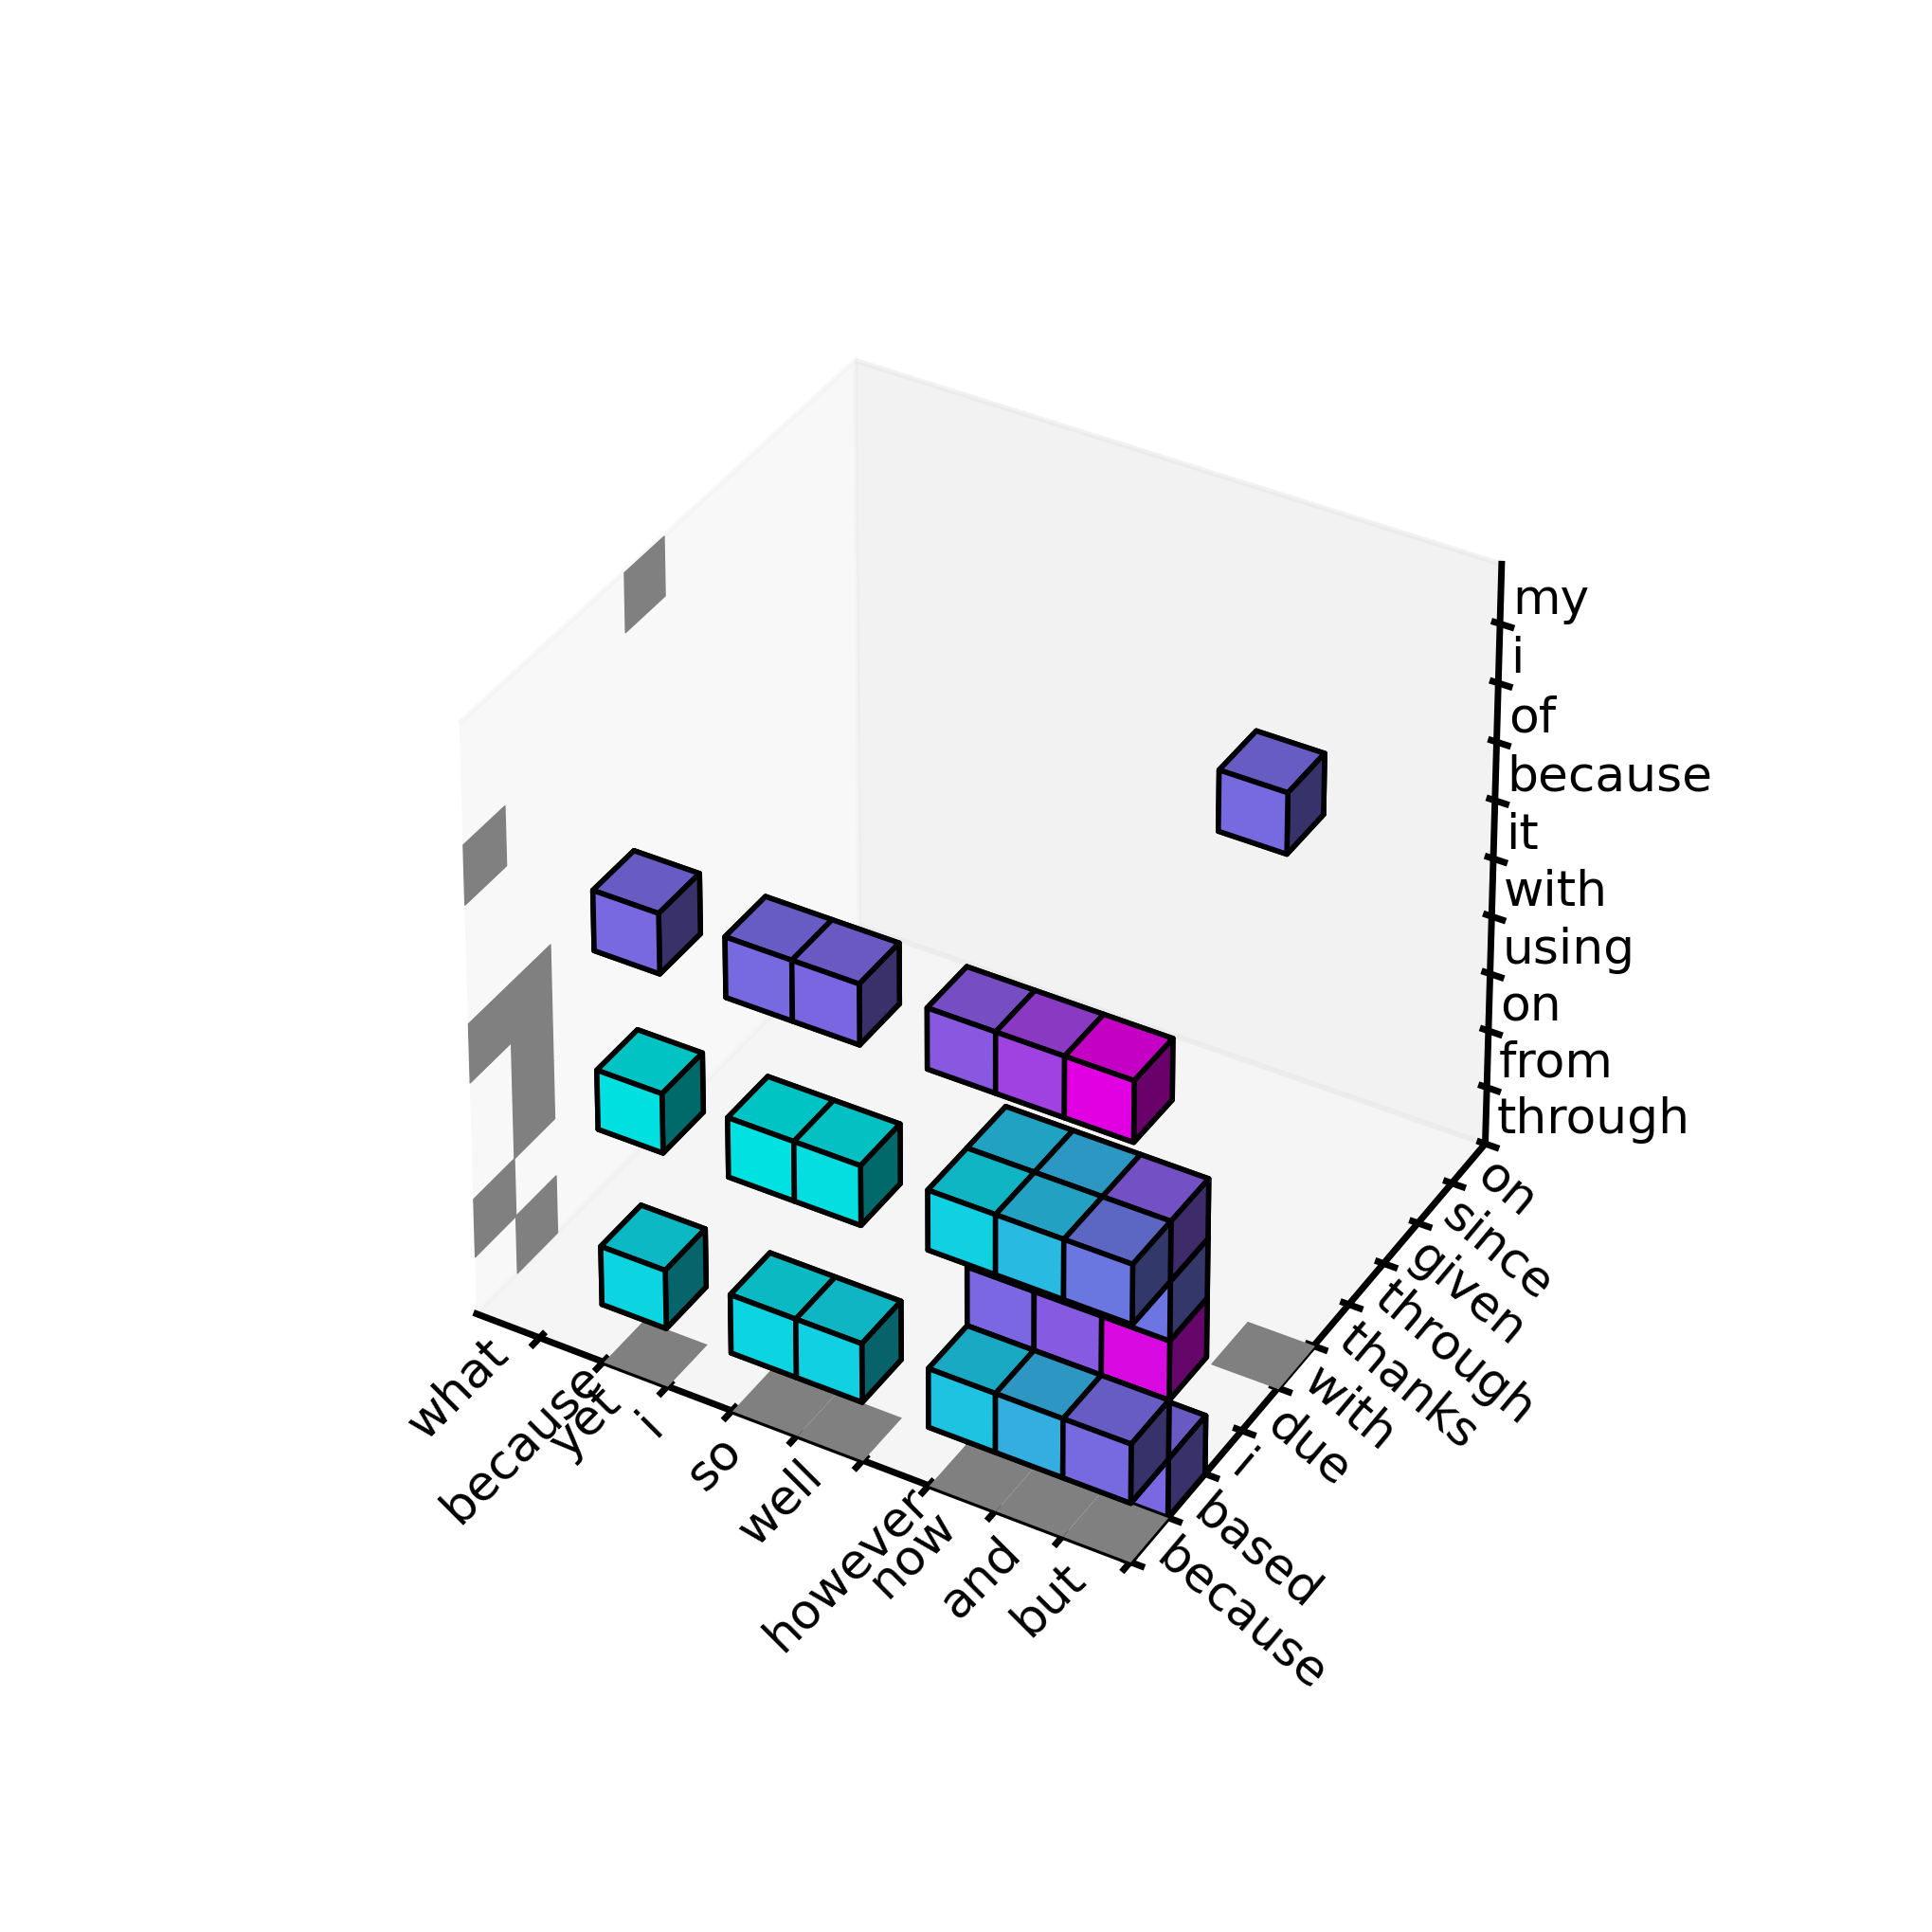 my
i
of
because
it
with
using
on
from
through
on
since
given
through
thanks
with
due
i
based
because
what
because
yet
i
so
well
however
now
and
but